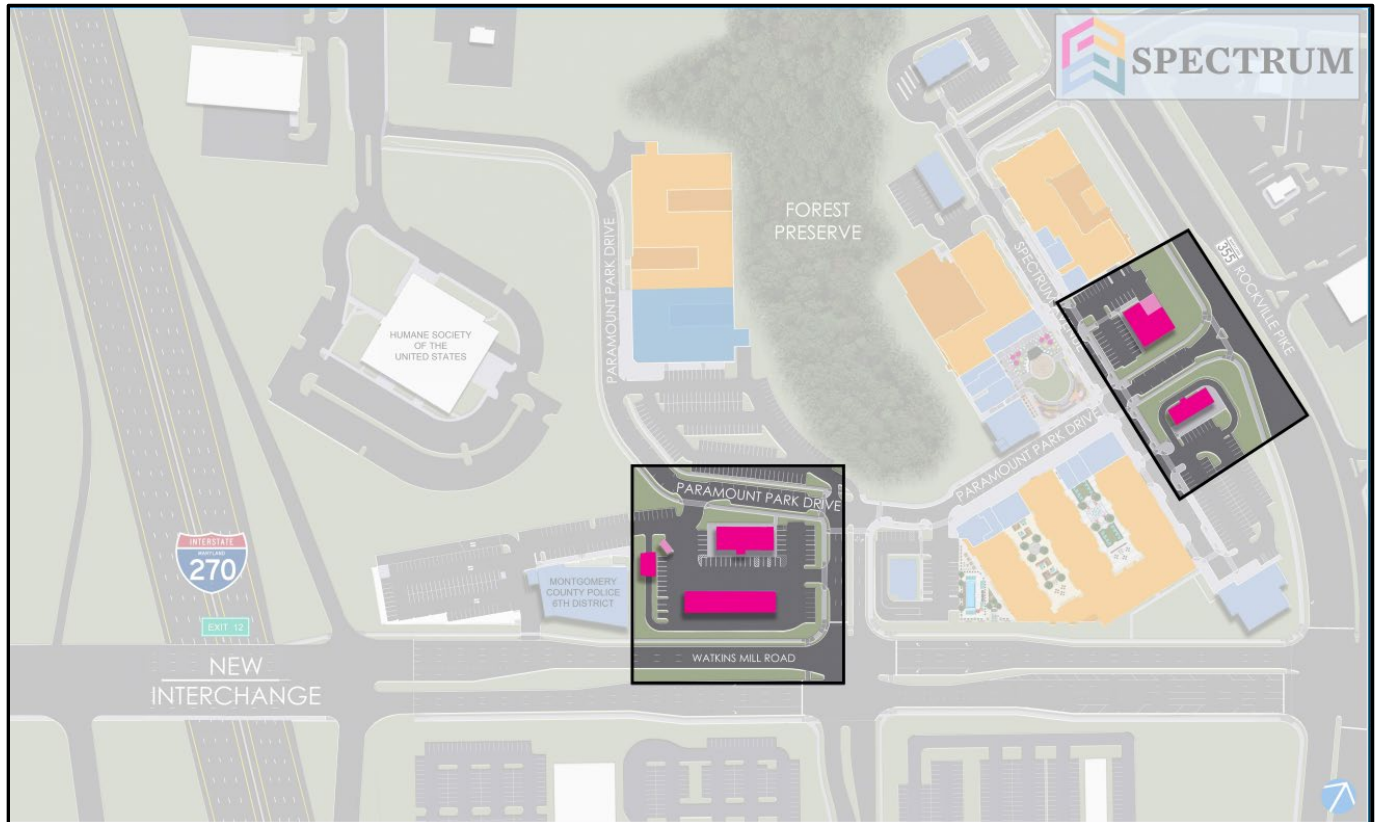 SPECTRUM
FOREST
PRESERVE
PARAMOUNT PARK DRIVE
SPECTRUM
355
ROCKVILLE PIKE
HUMANE SOCIETY
OF THE
UNITED STATES
PARAMOUNT PARK DRIVE
PARAMOUNT PARK DRIVE
INTERSTATE
MARYLAND
270
EXIT 12
MONTGOMERY
COUNTY POLICE
6TH DISTRICT
NEW
INTERCHANGE
WATKINS MILL ROAD